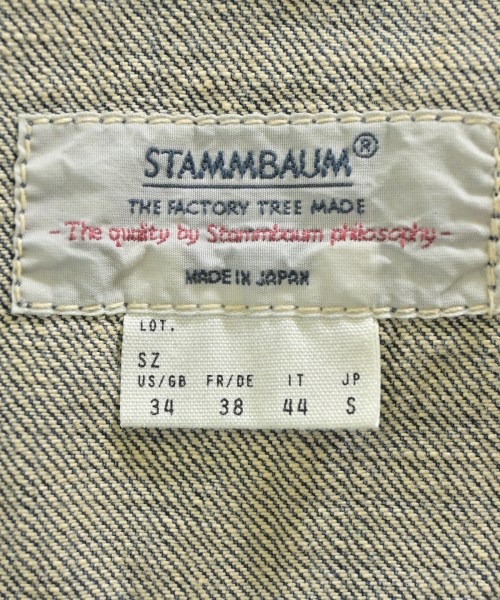 STAMMBAUM®
THE FACTORY TREE MADE
- The quality by Stammbaum philosophy -
MADE IN JAPAN
LOT.
SZ
US/GB FR/DE IT JP
34 38 44 S